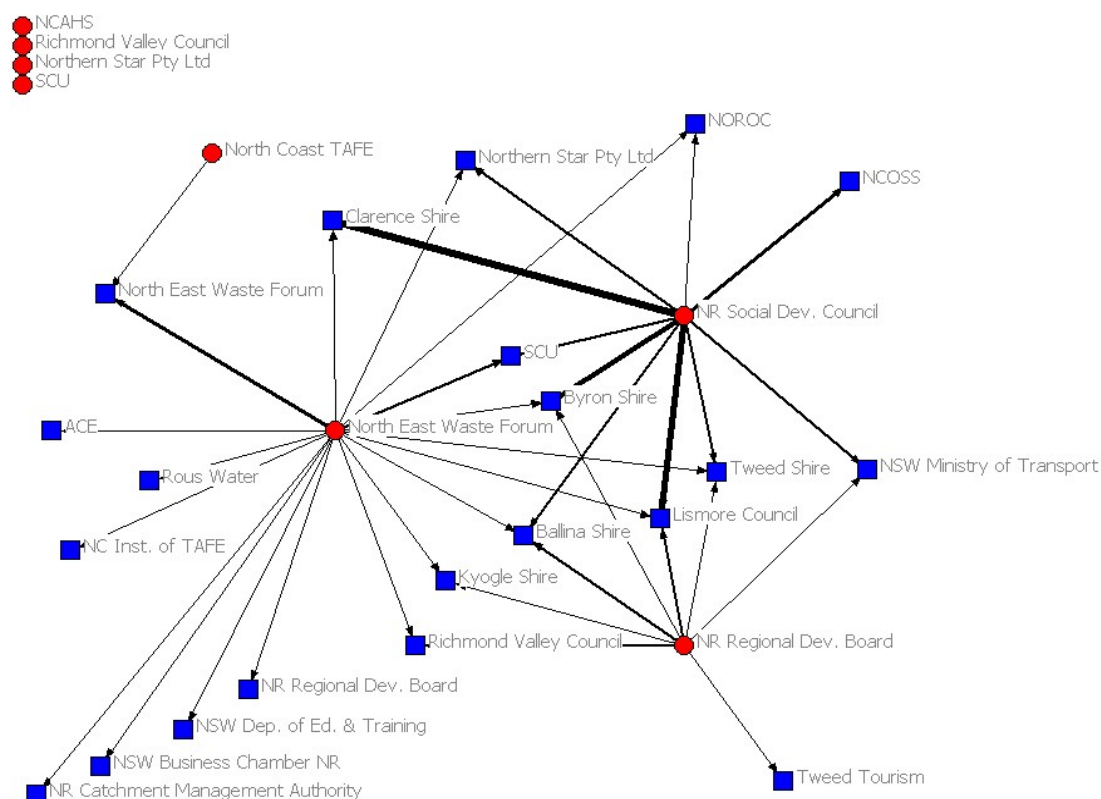 NCAHS
Richmond Valley Council
Northern Star Pty Ltd
SCU
NOROC
North Coast TAFE
Northern Star Pty Ltd
NCOSS
Clarence Shire
North East Waste Forum
NR Social Dev. Council
SCU
Byron Shire
ACE
North East Waste Forum
Rous Water
Tweed Shire
NSW Ministry of Transport
Lismore Council
Ballina Shire
NC Inst. of TAFE
Kyogle Shire
Richmond Valley Council
NR Regional Dev. Board
NR Regional Dev. Board
NSW Dep. of Ed. & Training
NSW Business Chamber NR
Tweed Tourism
NR Catchment Management Authority